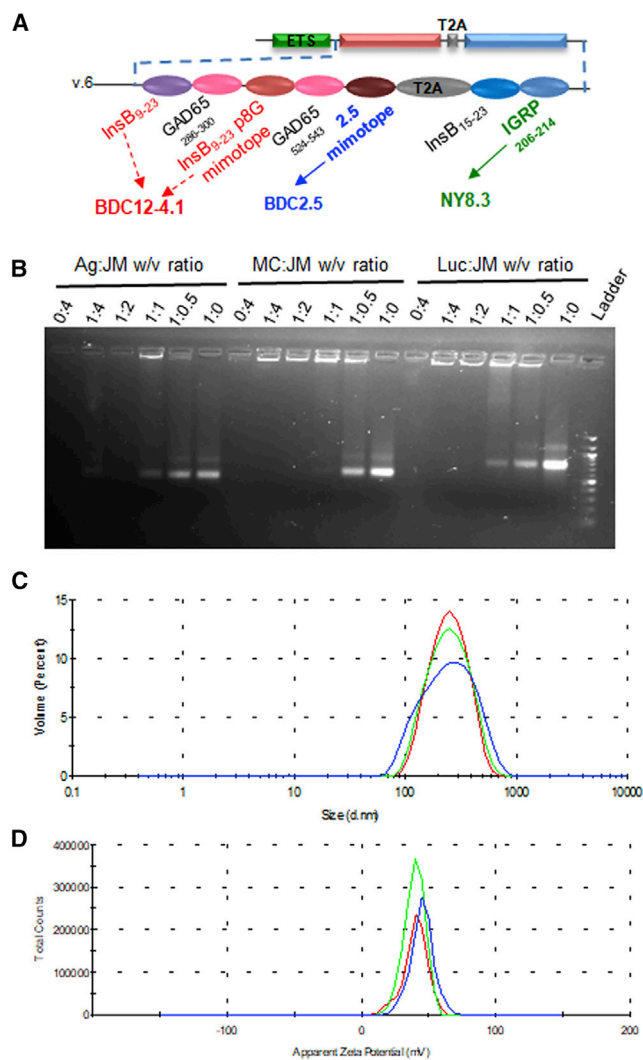 A
T2A
ETS
v.6
T2A
InsB9-23
GAD65
286-300
InsB9-23 p8G
mimotope
GAD65
524-543
2.5
mimotope
InsB15-23
IGRP
206-214
BDC12-4.1
BDC2.5
NY8.3
B
Ag:JM w/v ratio
MC:JM w/v ratio
Luc:JM w/v ratio
0:4
1:4
1:2
1:1
1:0.5
1:0
0:4
1:4
1:2
1:1
1:0.5
1:0
0:4
1:4
1:2
1:1
1:0.5
1:0
Ladder
C
15
10
5
0
Volume (Percent)
0.1
1
10
100
1000
10000
Size (d.nm)
D
400000
300000
200000
100000
0
Total Counts
-100
0
100
200
Apparent Zeta Potential (mV)